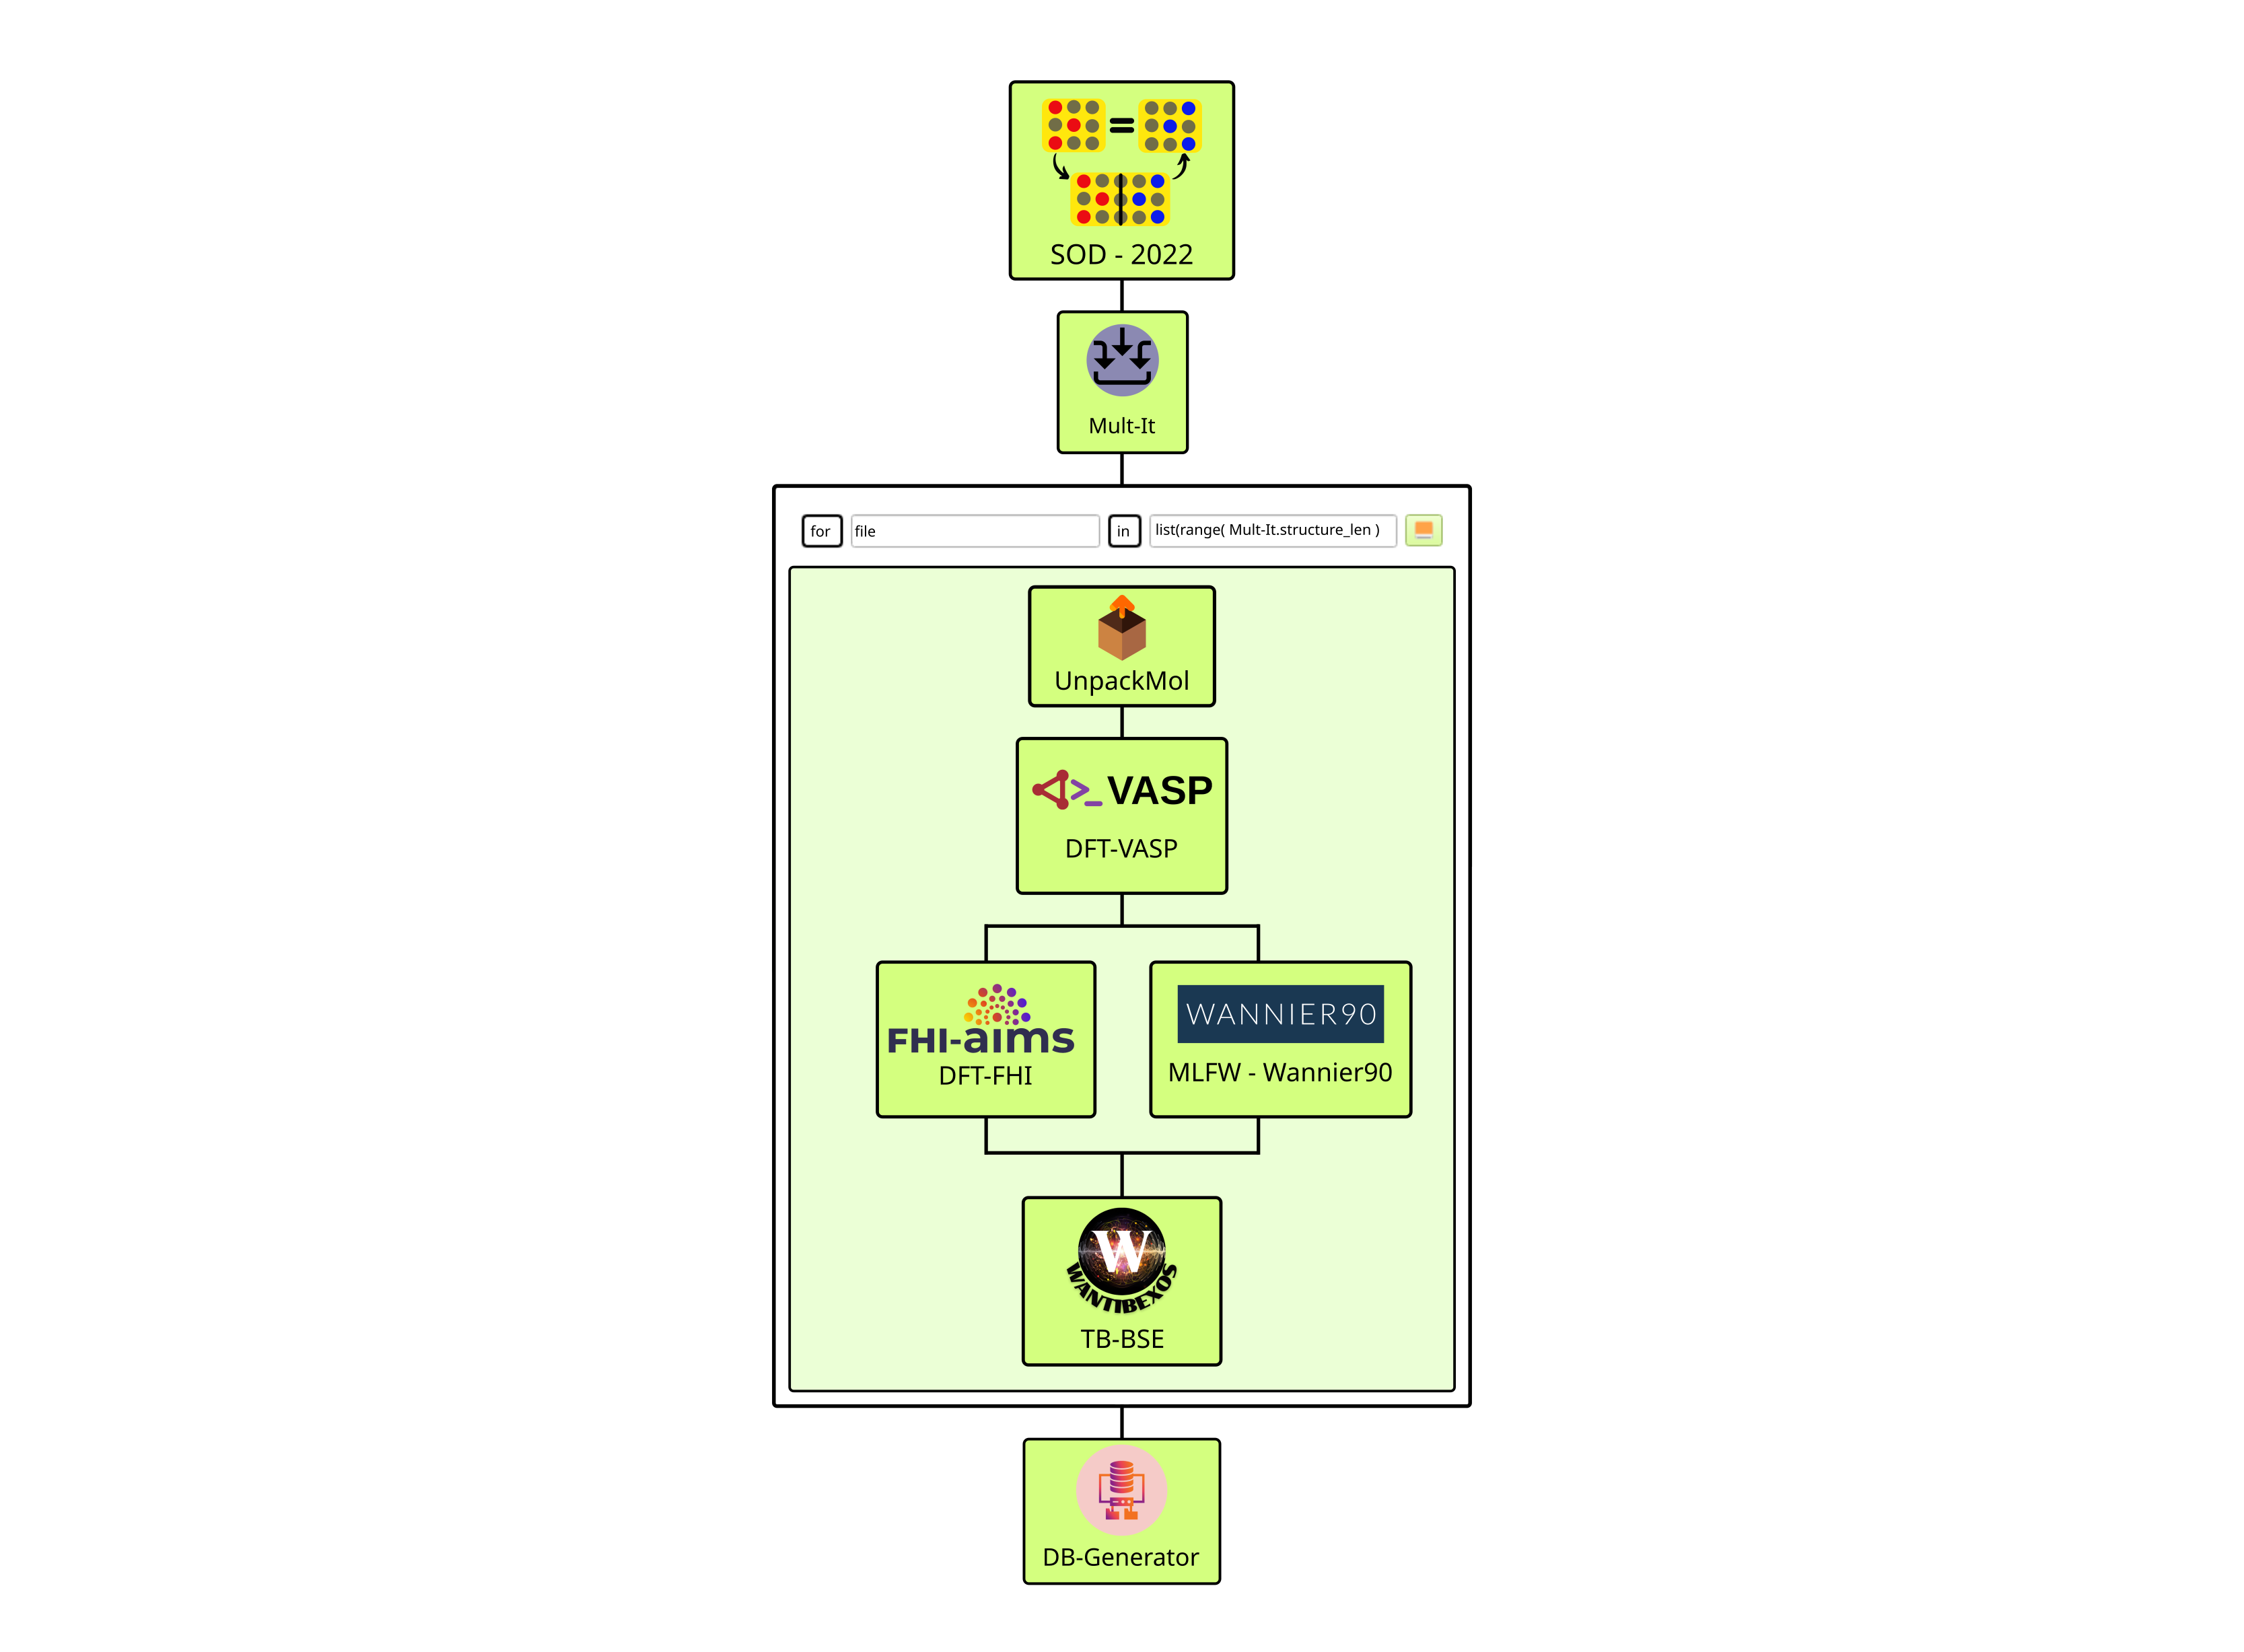 SOD - 2022
Mult-It
for file in list(range( Mult-It.structure_len )
UnpackMol
VASP
DFT-VASP
FHI-aims
DFT-FHI
WANNIER90
MLFW - Wannier90
W
WANTIBEXOS
TB-BSE
DB-Generator